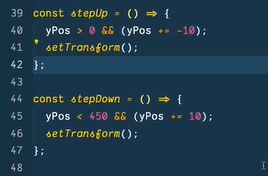 39 const stepUp = () => {
40 yPos > 0 && (yPos += -10);
41 setTransform();
42 };
43
44 const stepDown = () => {
45 yPos < 450 && (yPos += 10);
46 setTransform();
47 };
48